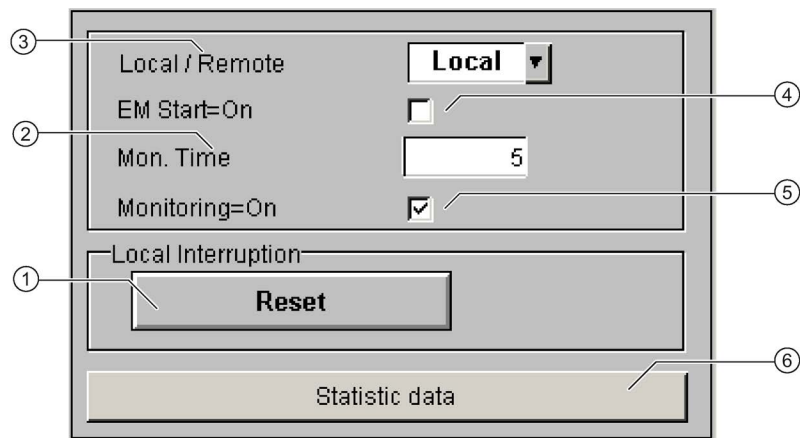 ③
Local / Remote
Local
EM Start=On
④
②
Mon. Time
5
Monitoring=On
⑤
Local Interruption
①
Reset
⑥
Statistic data